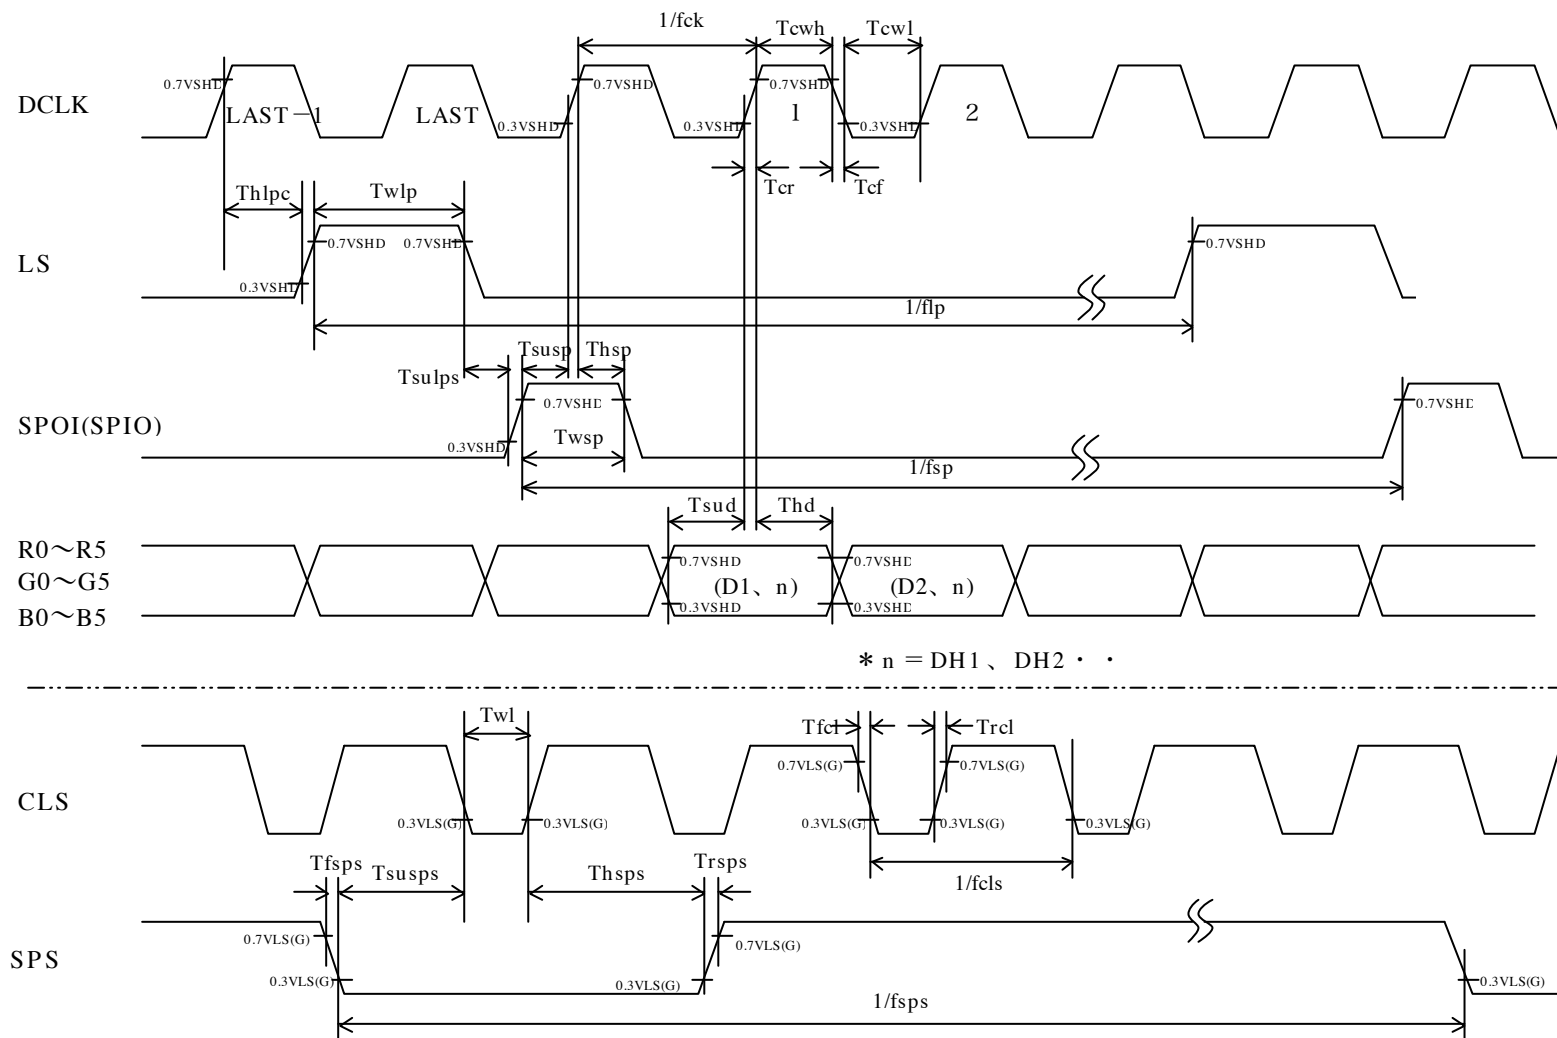 1/fck
Tcwh
Tcwl
DCLK
0.7VSHD
LAST－1
LAST
0.3VSHD
0.7VSHD
0.3VSHD
0.7VSHD
1
0.3VSHD
2
Tcr
Tcf
Thlpc
Twlp
LS
0.3VSHD
0.7VSHD
0.7VSHD
0.7VSHD
1/flp
Tsulps
Tsusp
Thsp
SPOI(SPIO)
0.3VSHD
0.7VSHD
Twsp
0.7VSHD
1/fsp
Tsud
Thd
R0～R5
G0～G5
B0～B5
0.7VSHD
(D1、n)
0.3VSHD
0.7VSHD
(D2、n)
0.3VSHD
＊ n ＝ DH1 、 DH2 ・ ・
Twl
Tfcl
Trcl
CLS
0.3VLS(G)
0.3VLS(G)
0.7VLS(G)
0.7VLS(G)
0.3VLS(G)
0.3VLS(G)
0.3VLS(G)
Tfsps
Tsusps
Thsps
Trsps
1/fcls
SPS
0.7VLS(G)
0.3VLS(G)
0.7VLS(G)
0.3VLS(G)
0.3VLS(G)
1/fsps